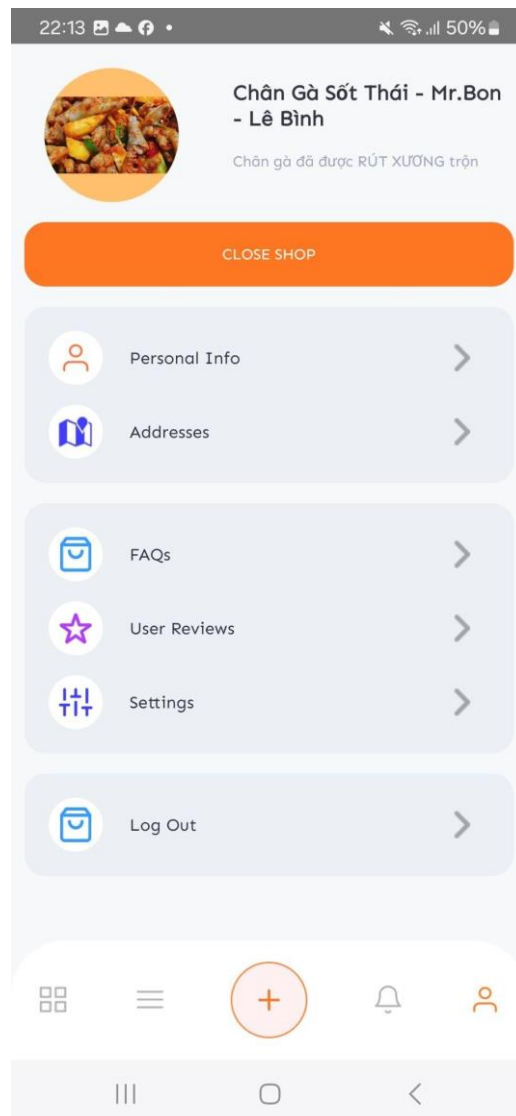 22:13
50%
Chân Gà Sốt Thái - Mr.Bon
- Lê Bình
Chân gà đã được RÚT XƯƠNG trộn
CLOSE SHOP
Personal Info
Addresses
FAQs
User Reviews
Settings
Log Out